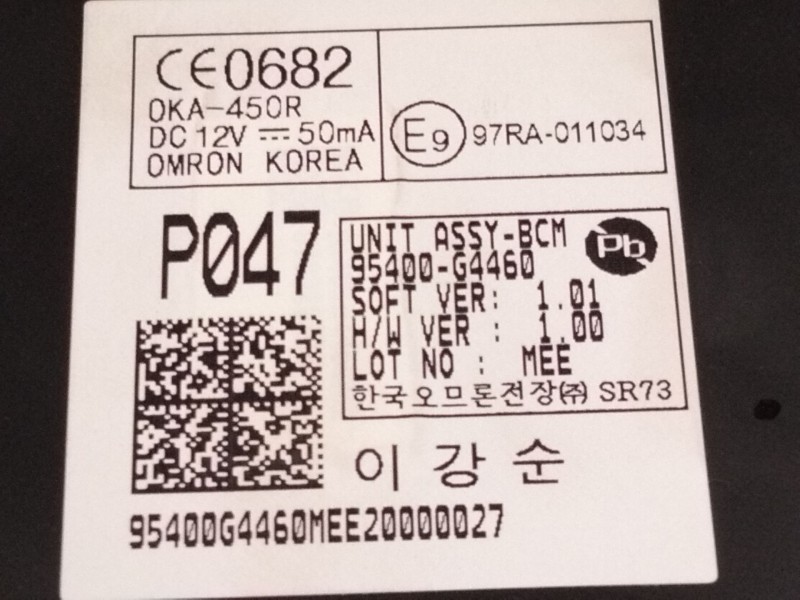 CE0682
OKA-450R
DC 12V ⎓ 50mA
OMRON KOREA
E9 97RA-011034
P047
UNIT ASSY-BCM
Pb
95400-G4460
SOFT VER: 1.01
H/W VER : 1.00
LOT NO : MEE
한국오므론전장(주) SR73
이강순
95400G4460MEE20000027